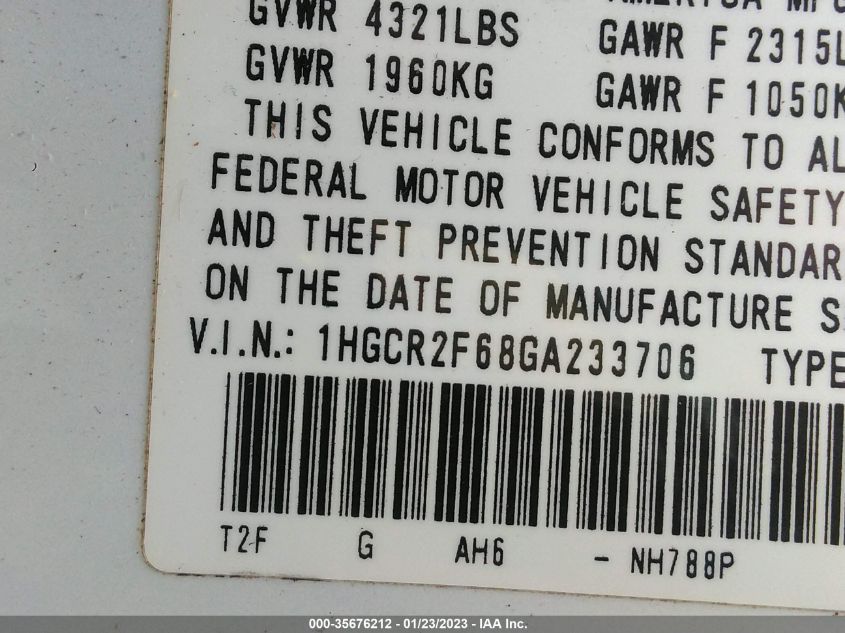 AMERICA MFG
GVWR 4321LBS GAWR F 2315L
GVWR 1960KG GAWR F 1050K
THIS VEHICLE CONFORMS TO AL
FEDERAL MOTOR VEHICLE SAFETY
AND THEFT PREVENTION STANDAR
ON THE DATE OF MANUFACTURE S
V.I.N.: 1HGCR2F68GA233706 TYPE
T2F G AH6 - NH788P
000-35676212 - 01/23/2023 - IAA Inc.